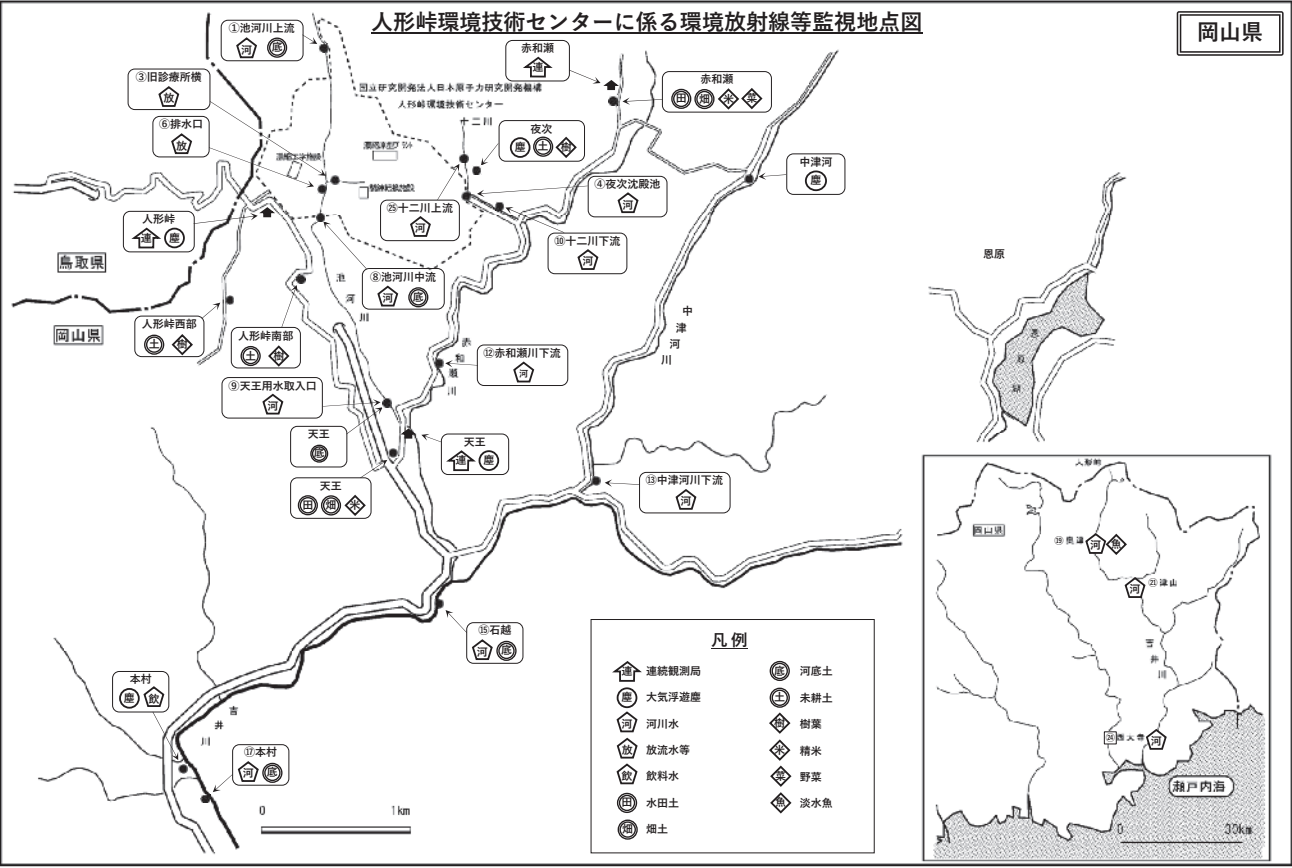 人形峠環境技術センターに係る環境放射線等監視地点図
岡山県
①池河川上流
河 底
③旧診療所横
放
⑥排水口
放
国立研究開発法人日本原子力研究開発機構
人形峠環境技術センター
十二川
赤和瀬
連
赤和瀬
田 畑 米 菜
夜次
塵 土 樹
中津河
塵
④夜次沈殿池
河
㉕十二川上流
河
⑩十二川下流
河
人形峠
連 塵
鳥取県
岡山県
⑧池河川中流
河 底
池河川
人形峠西部
土 樹
人形峠南部
土 樹
⑫赤和瀬川下流
河
赤和瀬川
中津河川
恩原
⑨天王用水取入口
河
天王
底
天王
連 塵
天王
田 畑 米
⑬中津河川下流
河
⑮石越
河 底
本村
塵 飲
吉井川
⑰本村
河 底
0 1km
凡例
連 連続観測局
塵 大気浮遊塵
河 河川水
放 放流水等
飲 飲料水
田 水田土
畑 畑土
底 河底土
土 未耕土
樹 樹葉
米 精米
菜 野菜
魚 淡水魚
人形峠
岡山県
⑲奥津 河 魚
河 ㉑津山
吉井川
㉔西大寺 河
瀬戸内海
0 30km